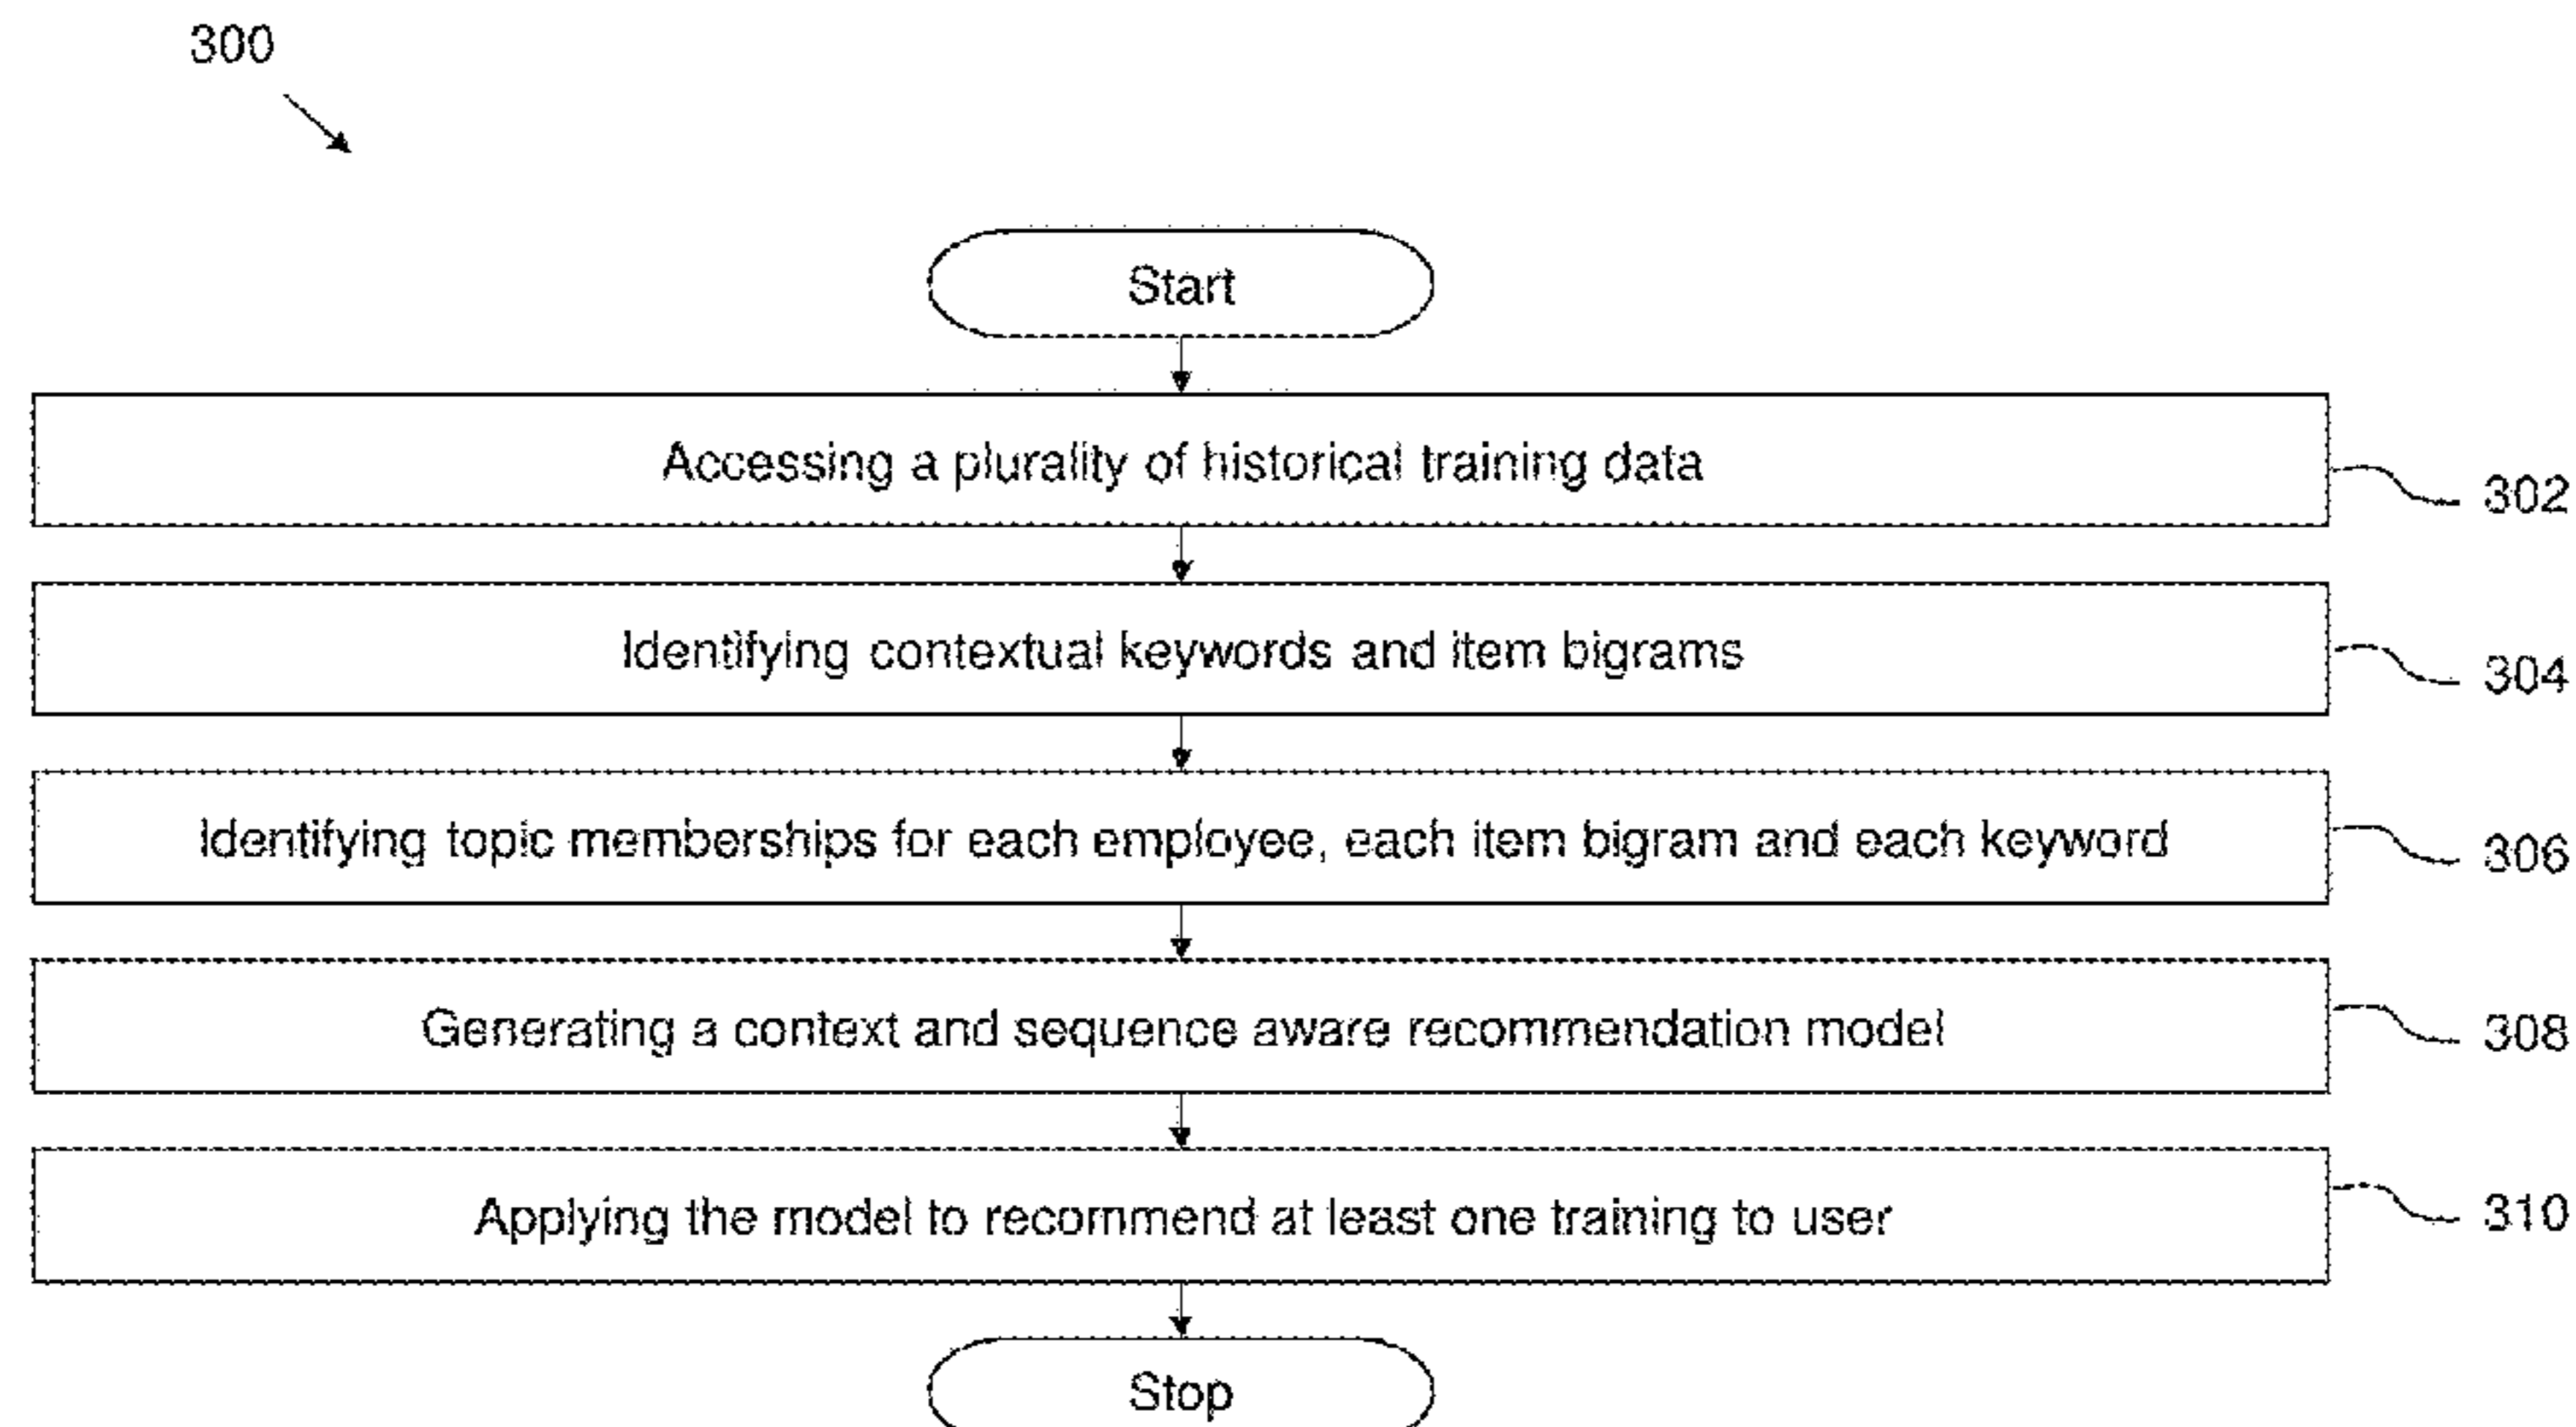 300
Start
Accessing a plurality of historical training data
302
Identifying contextual keywords and item bigrams
304
Identifying topic memberships for each employee, each item bigram and each keyword
306
Generating a context and sequence aware recommendation model
308
Applying the model to recommend at least one training to user
310
Stop